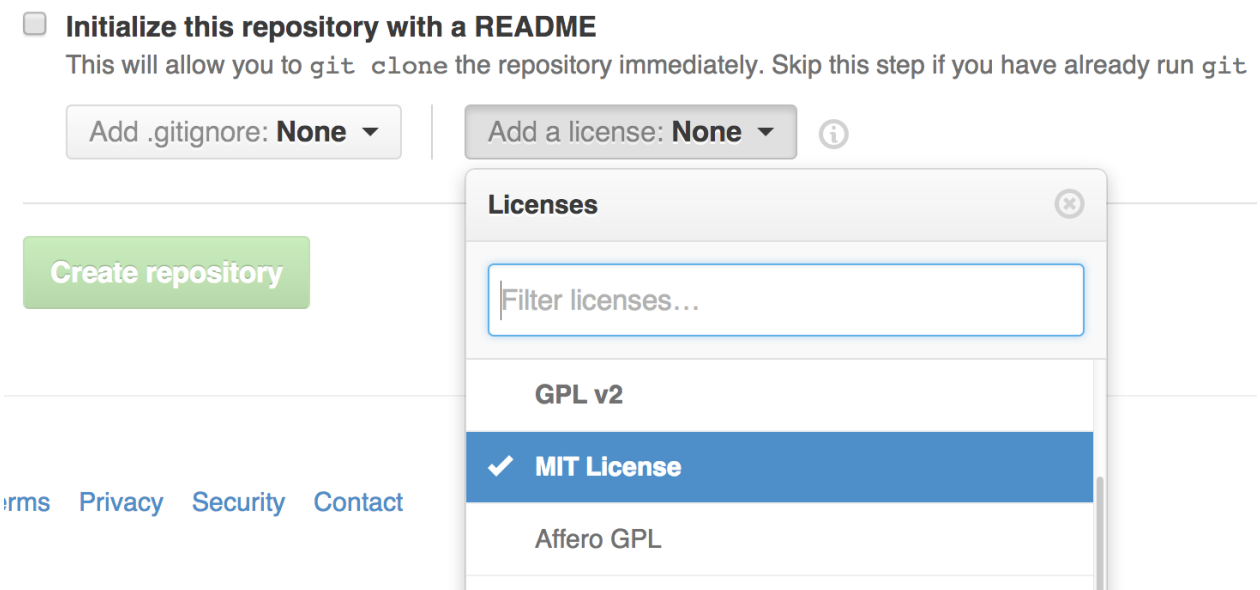 Initialize this repository with a README
This will allow you to git clone the repository immediately. Skip this step if you have already run git
Add .gitignore: None
Add a license: None
Licenses
Create repository
Filter licenses…
GPL v2
MIT License
Privacy Security Contact
Affero GPL